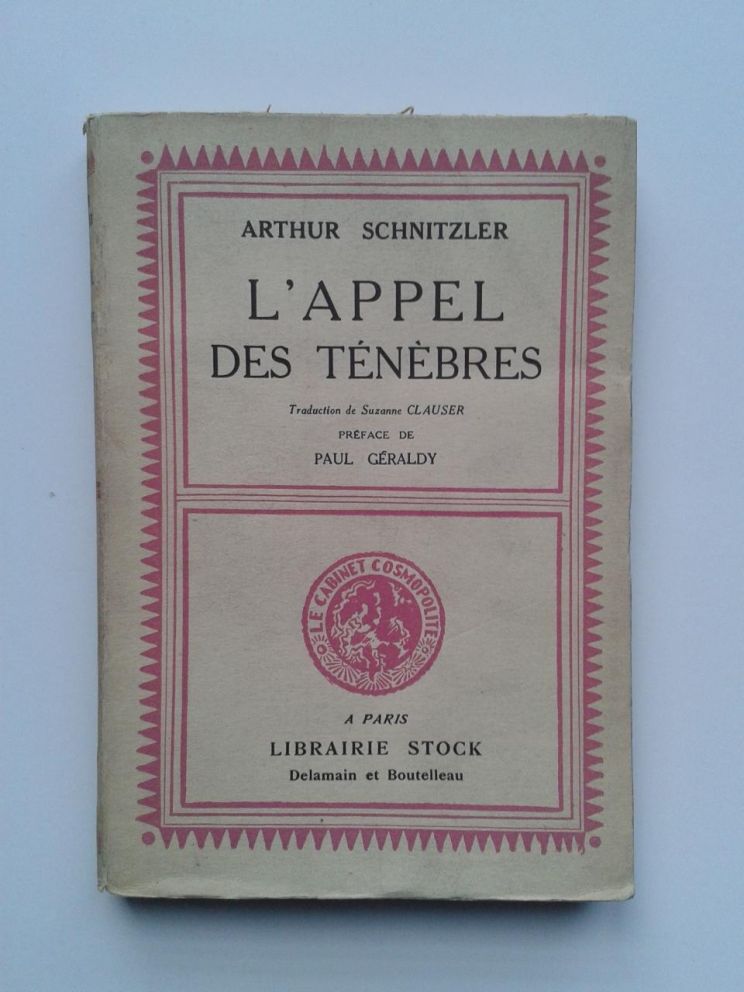 ARTHUR SCHNITZLER
L'APPEL
DES TÉNÈBRES
Traduction de Suzanne CLAUSER
PRÉFACE DE
PAUL GÉRALDY
LE CABINET COSMOPOLITE
A PARIS
LIBRAIRIE STOCK
Delamain et Boutelleau